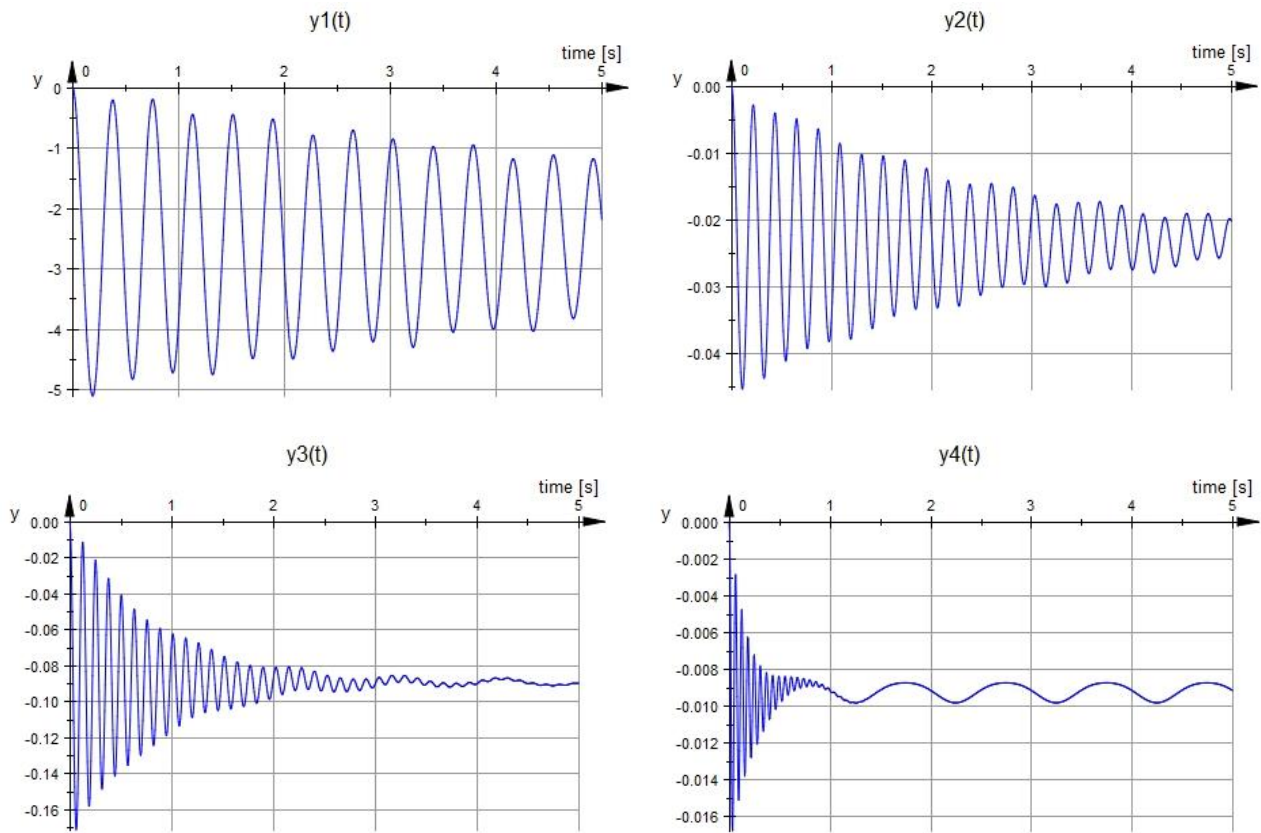 y1(t)
time [s]
y
0 1 2 3 4 5
0
-1
-2
-3
-4
-5
y2(t)
time [s]
y
0 1 2 3 4 5
0.00
-0.01
-0.02
-0.03
-0.04
y3(t)
time [s]
y
0 1 2 3 4 5
0.00
-0.02
-0.04
-0.06
-0.08
-0.10
-0.12
-0.14
-0.16
y4(t)
time [s]
y
0 1 2 3 4 5
0.000
-0.002
-0.004
-0.006
-0.008
-0.010
-0.012
-0.014
-0.016